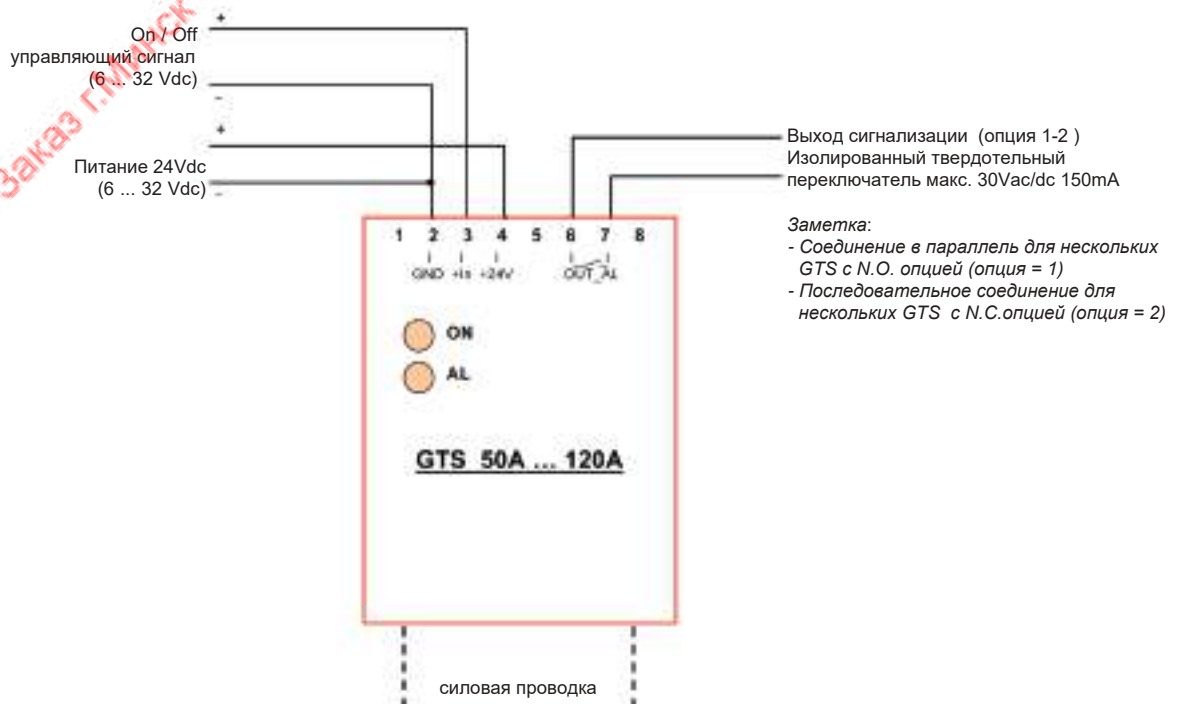 Заказ г.Минск
+
On / Off
управляющий сигнал
(6 ... 32 Vdc)
-
+
Питание 24Vdc
(6 ... 32 Vdc)
-
Выход сигнализации (опция 1-2 )
Изолированный твердотельный
переключатель макс. 30Vac/dc 150mA
Заметка:
- Соединение в параллель для нескольких
GTS с N.O. опцией (опция = 1)
- Последовательное соединение для
нескольких GTS с N.C.опцией (опция = 2)
1 2 3 4 5 6 7 8
GND +In +24V OUT_AL
ON
AL
GTS 50A ... 120A
силовая проводка